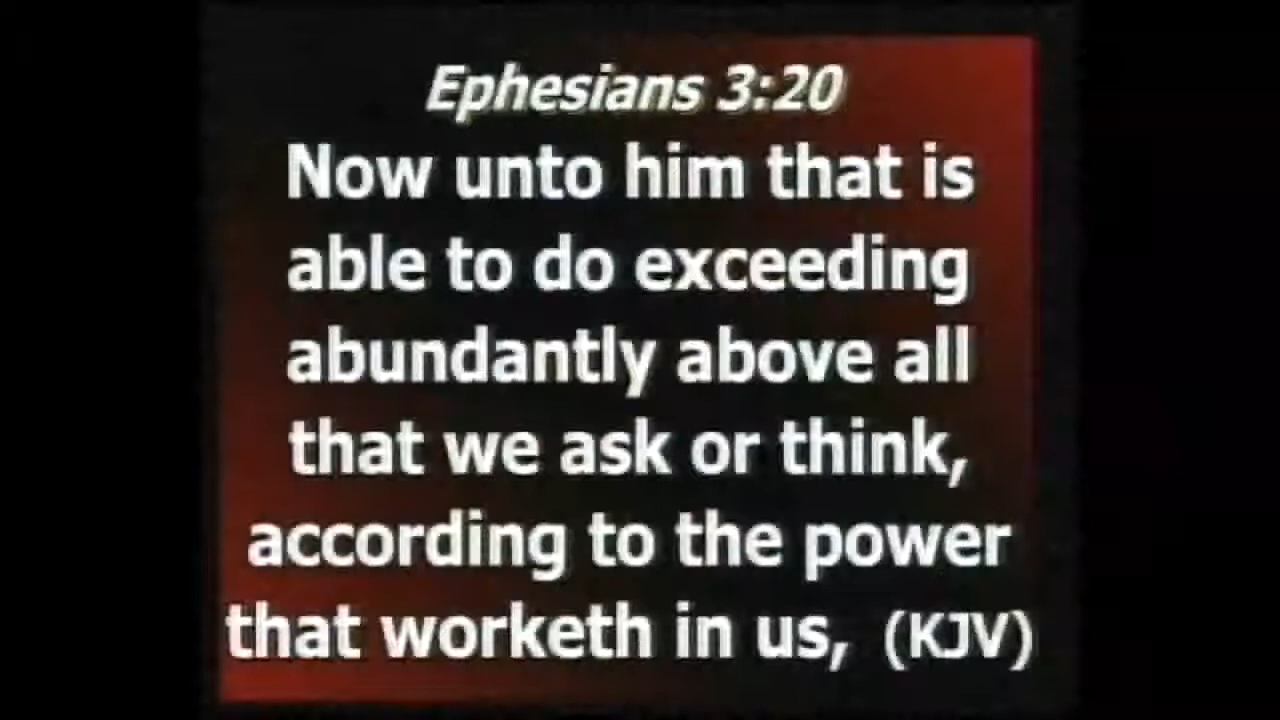 Ephesians 3:20
Now unto him that is
able to do exceeding
abundantly above all
that we ask or think,
according to the power
that worketh in us, (KJV)